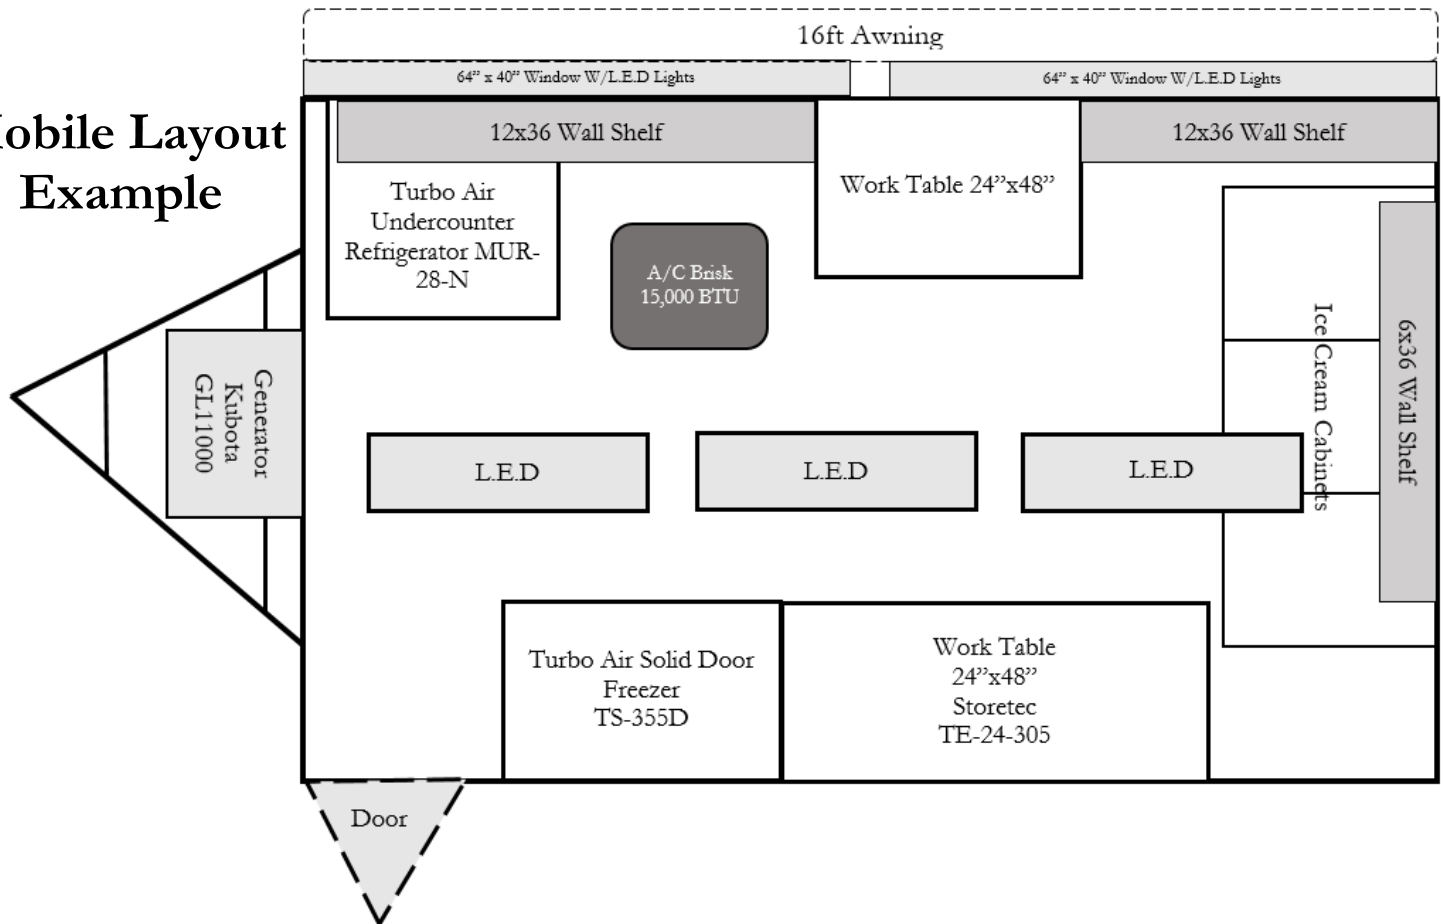 16ft Awning
64” x 40” Window W/L.E.D Lights
64” x 40” Window W/L.E.D Lights
obile Layout
Example
12x36 Wall Shelf
12x36 Wall Shelf
Turbo Air
Undercounter
Refrigerator MUR-
28-N
Work Table 24”x48”
A/C Brisk
15,000 BTU
Generator
Kubota
GL11000
Ice Cream Cabinets
6x36 Wall Shelf
L.E.D
L.E.D
L.E.D
Turbo Air Solid Door
Freezer
TS-355D
Work Table
24”x48”
Storetec
TE-24-305
Door